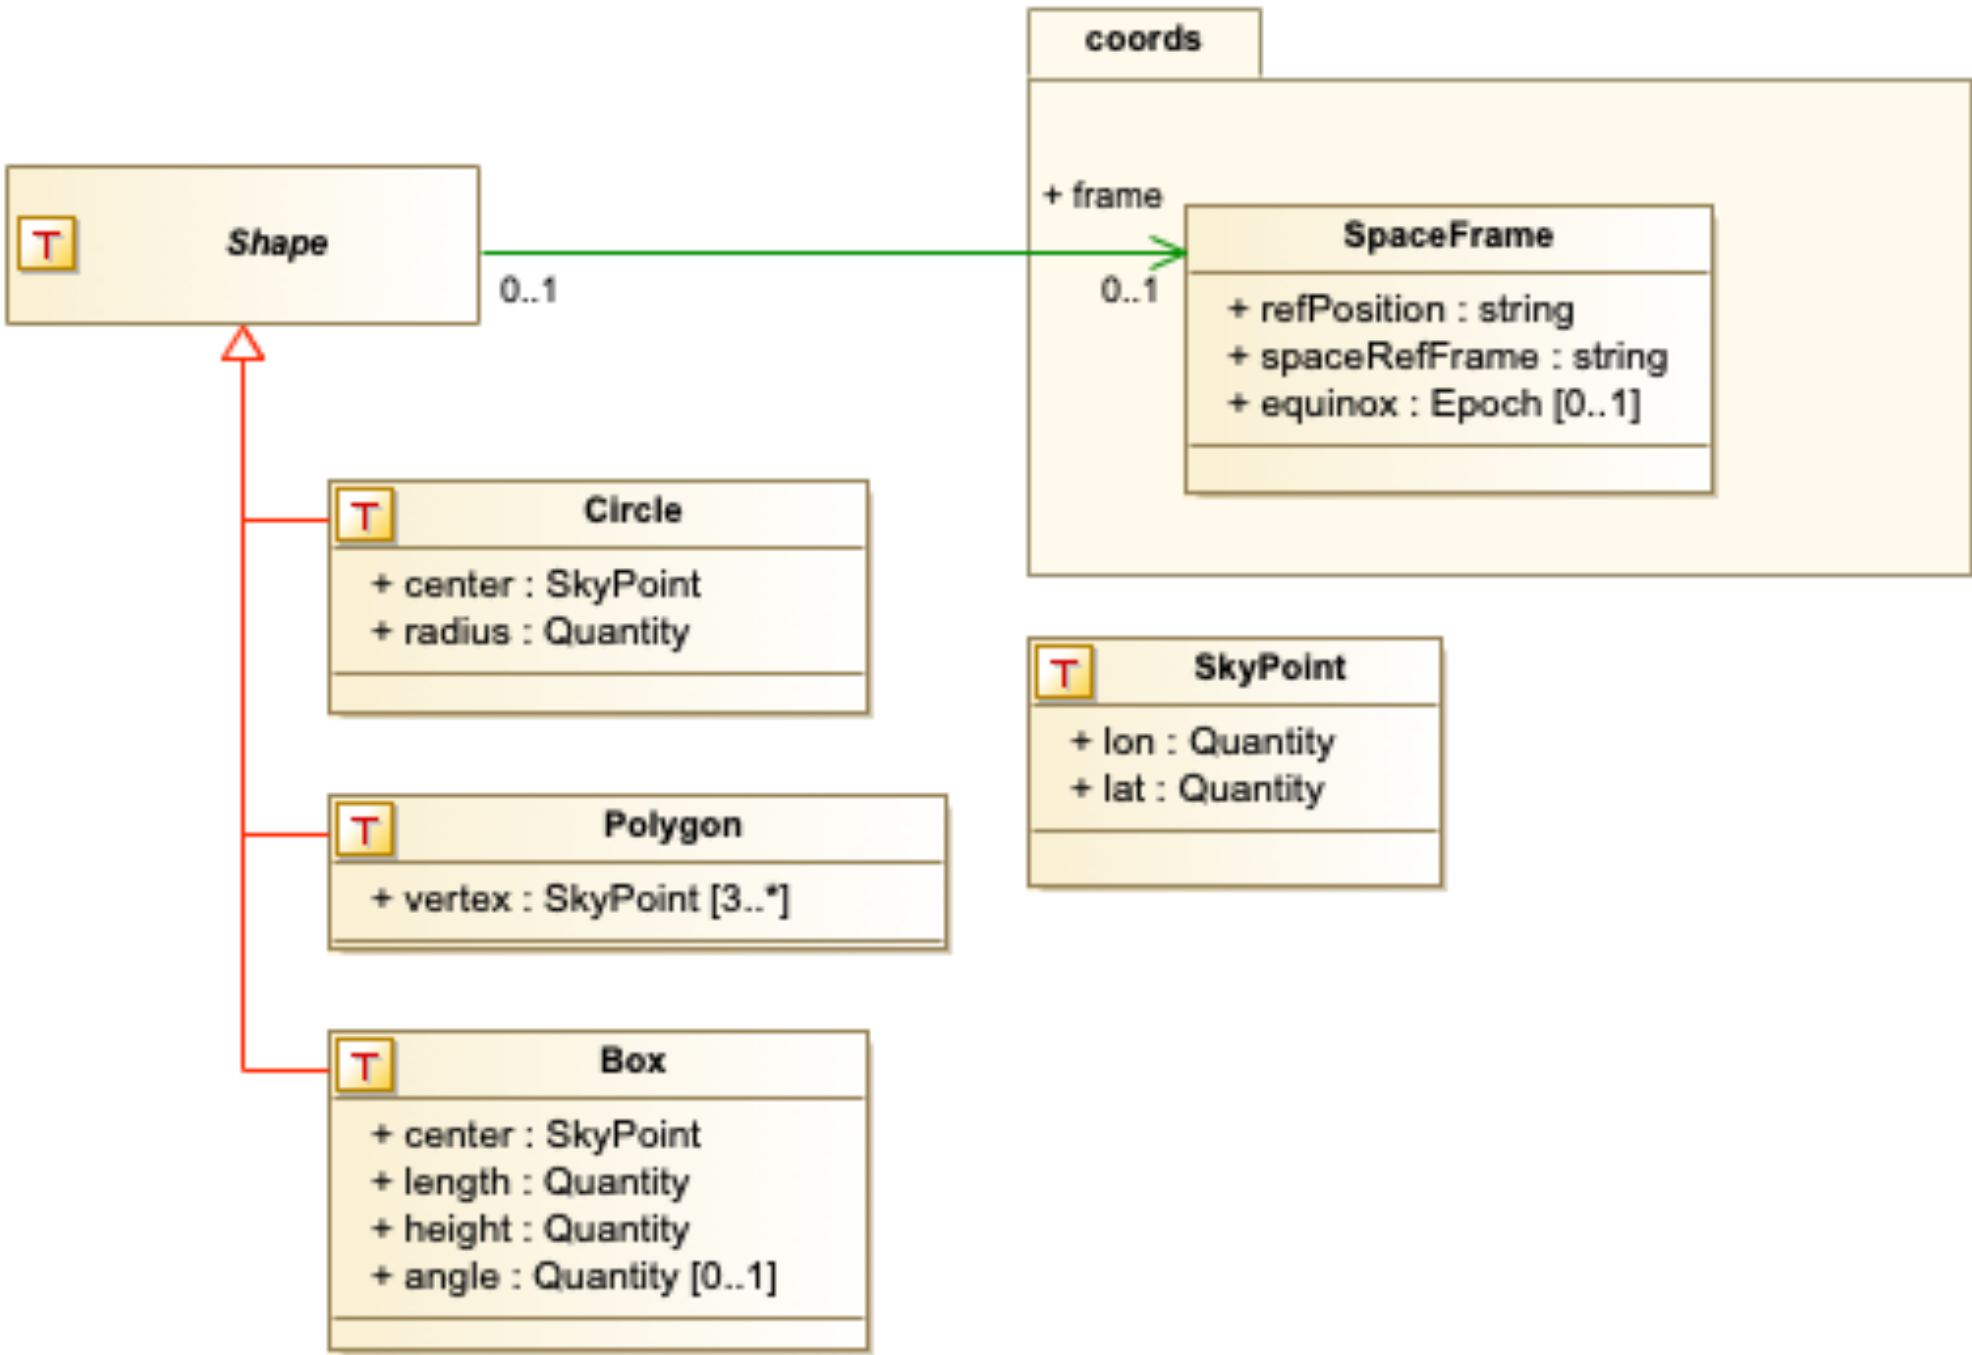 coords
T
Shape
0..1
+ frame
0..1
SpaceFrame
+ refPosition : string
+ spaceRefFrame : string
+ equinox : Epoch [0..1]
T
Circle
+ center : SkyPoint
+ radius : Quantity
T
SkyPoint
+ lon : Quantity
+ lat : Quantity
T
Polygon
+ vertex : SkyPoint [3..*]
T
Box
+ center : SkyPoint
+ length : Quantity
+ height : Quantity
+ angle : Quantity [0..1]